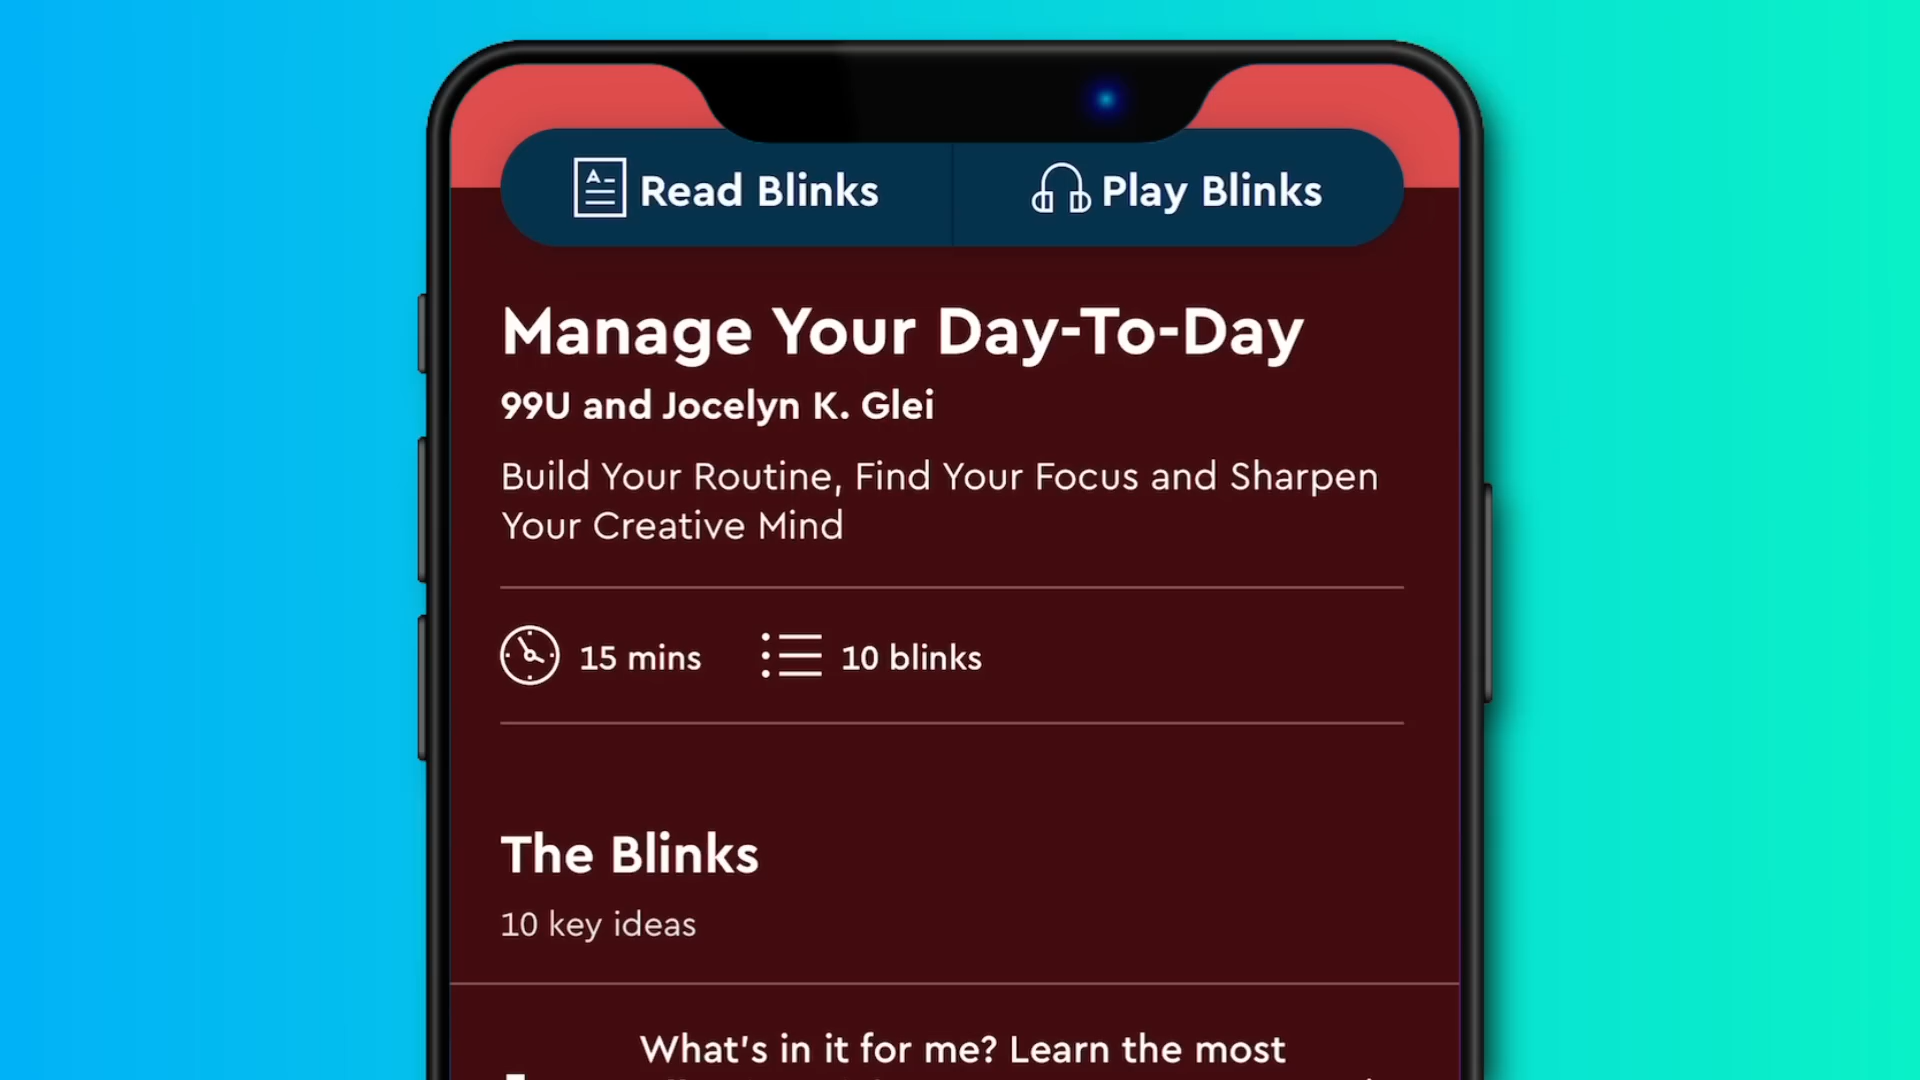 Read Blinks
Play Blinks
Manage Your Day-To-Day
99U and Jocelyn K. Glei
Build Your Routine, Find Your Focus and Sharpen
Your Creative Mind
15 mins
10 blinks
The Blinks
10 key ideas
What's in it for me? Learn the most